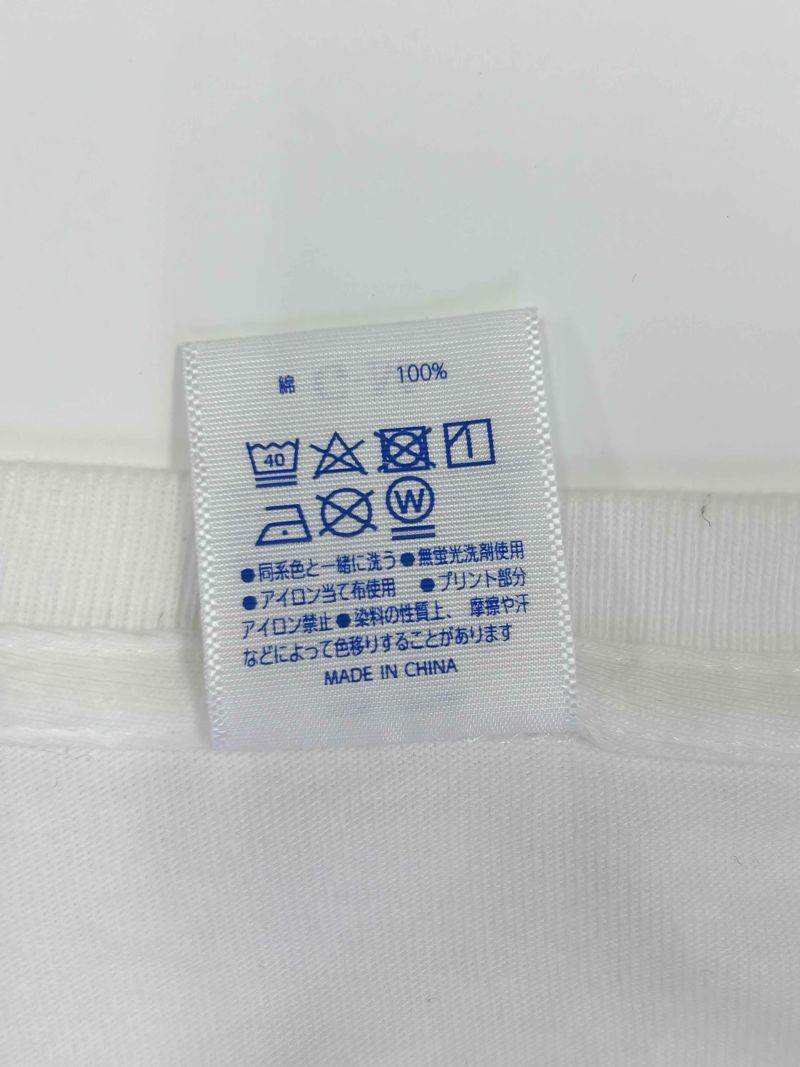 綿 100%
40
W
●同系色と一緒に洗う●無蛍光洗剤使用
●アイロン当て布使用 ●プリント部分
アイロン禁止●染料の性質上、摩擦や汗
などによって色移りすることがあります
MADE IN CHINA